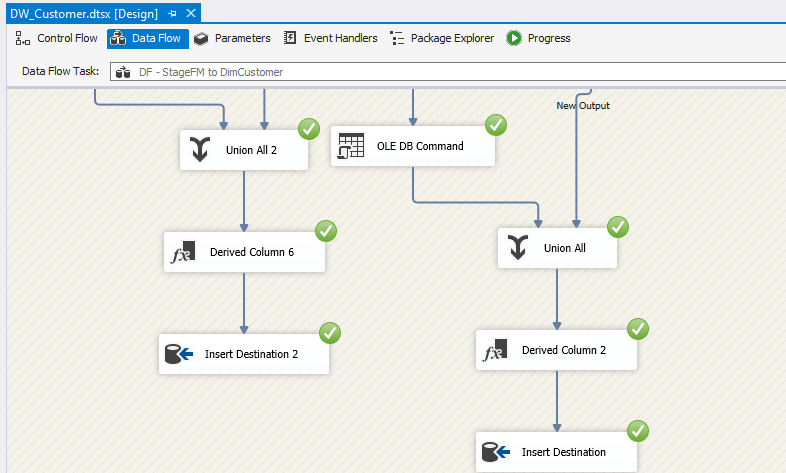 DW_Customer.dtsx [Design]
Control Flow
Data Flow
Parameters
Event Handlers
Package Explorer
Progress
Data Flow Task:
DF - StageFM to DimCustomer
New Output
Union All 2
OLE DB Command
Derived Column 6
Union All
Insert Destination 2
Derived Column 2
Insert Destination